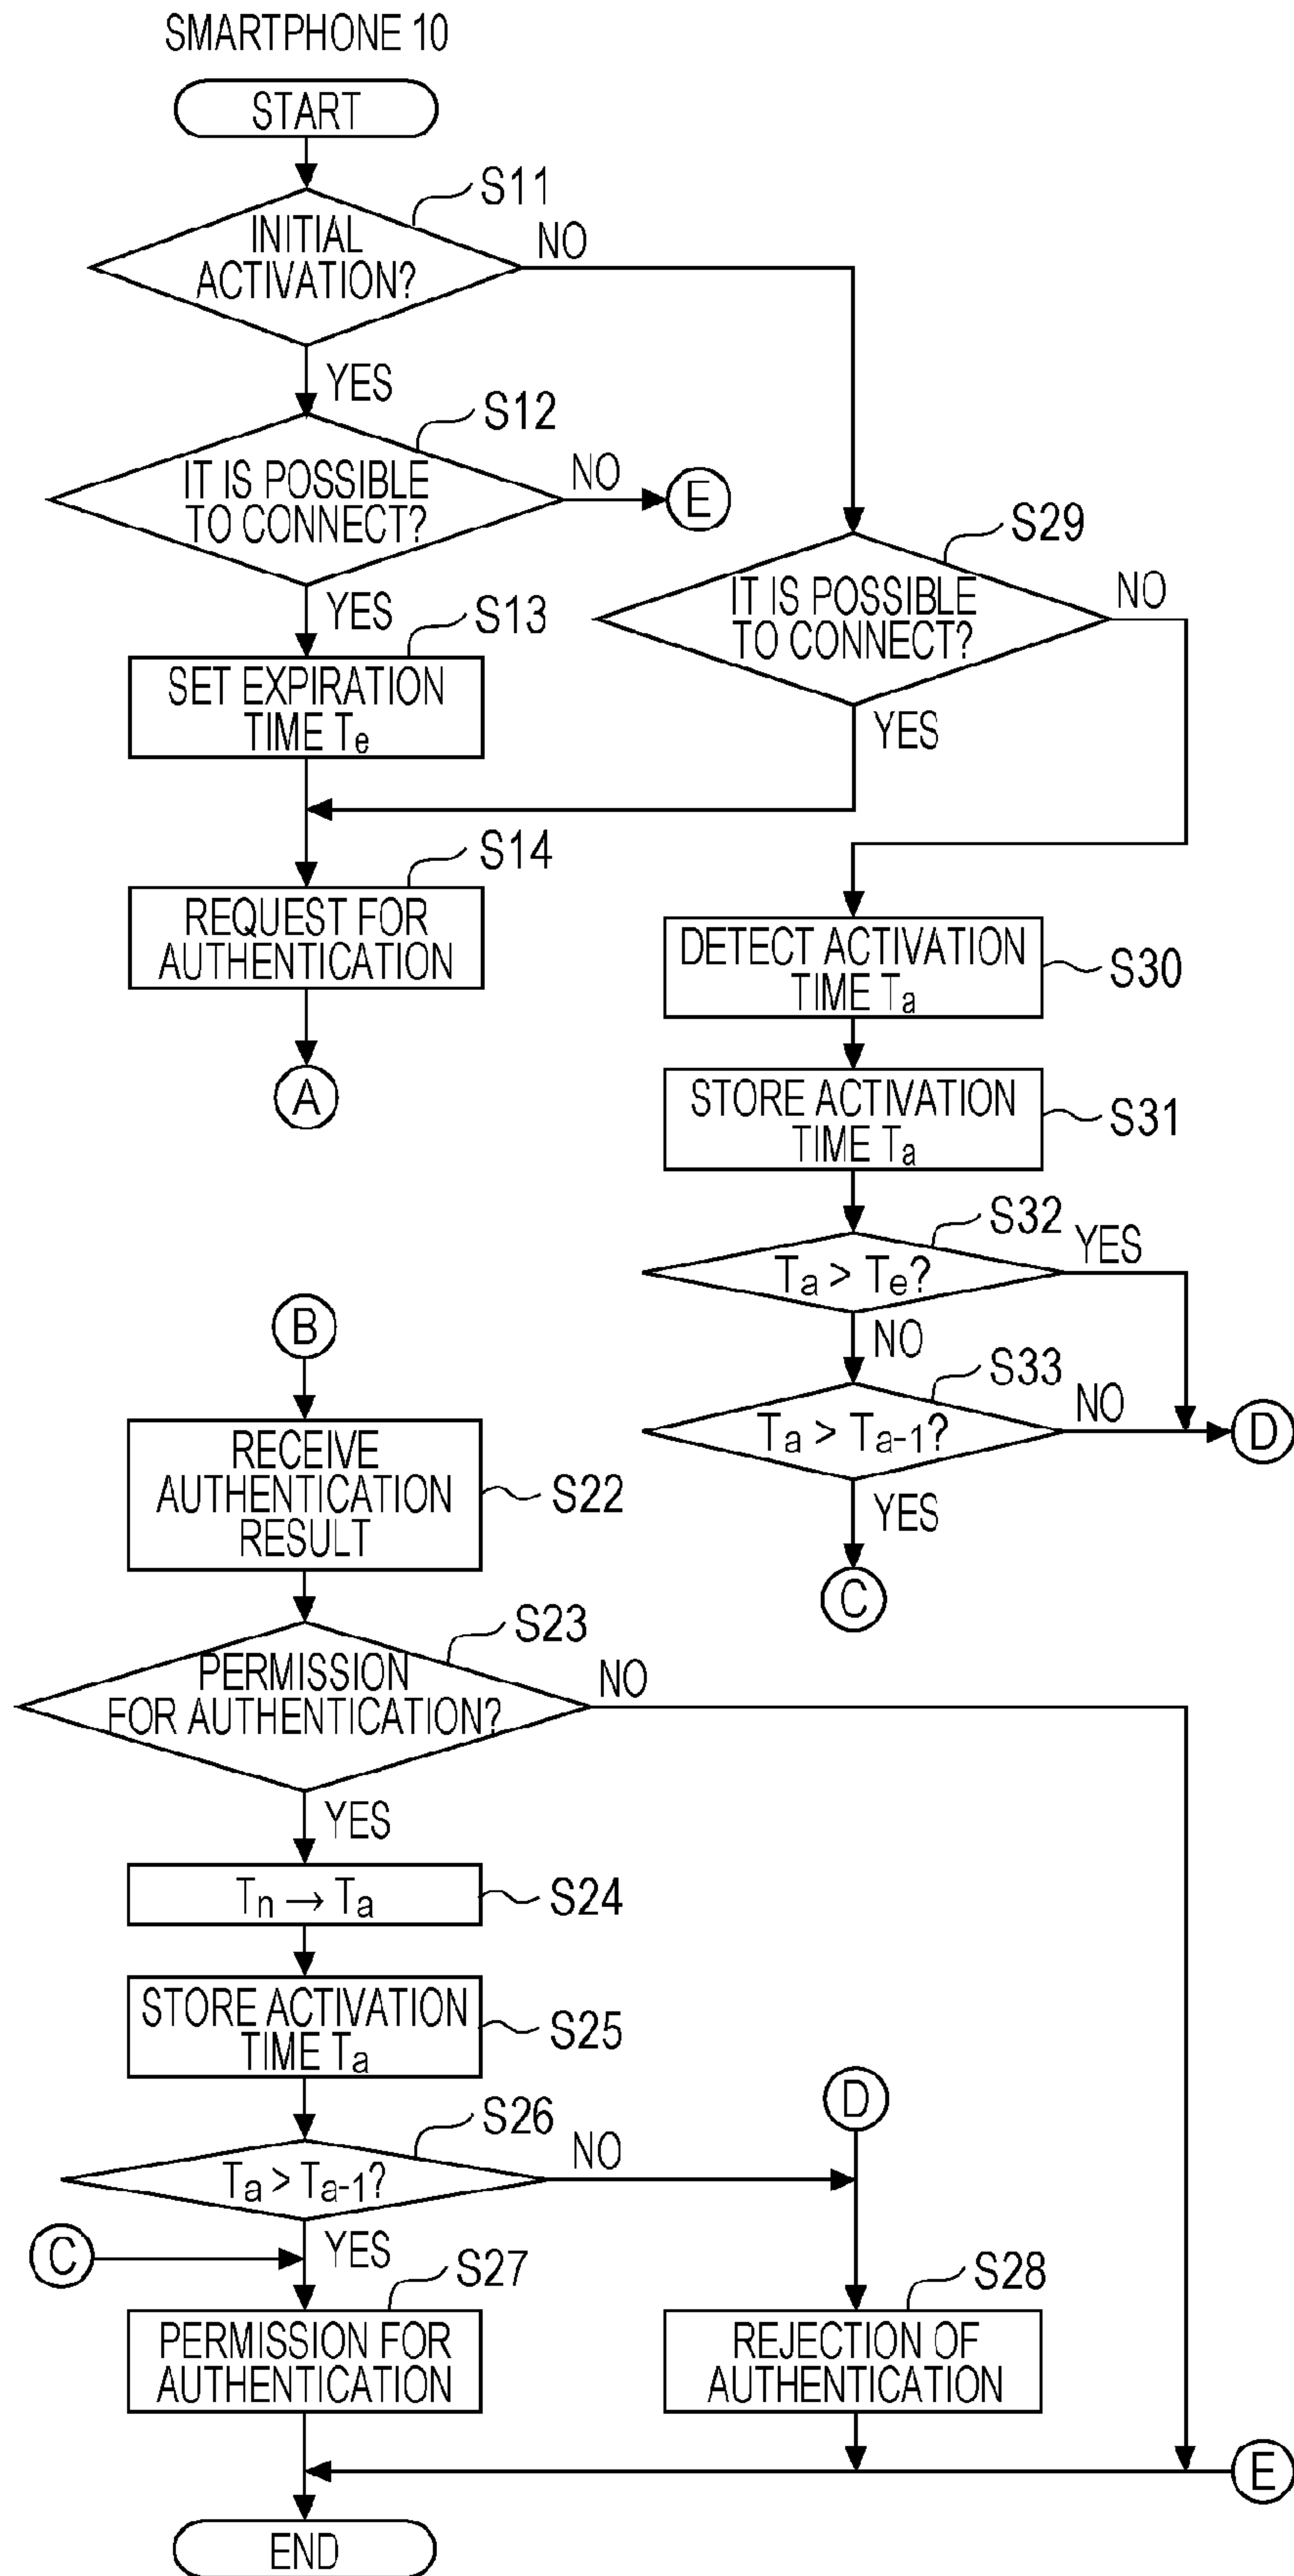 SMARTPHONE 10
START
S11
INITIAL
ACTIVATION?
NO
YES
S12
IT IS POSSIBLE
TO CONNECT?
NO
E
YES
S13
SET EXPIRATION
TIME Te
S29
IT IS POSSIBLE
TO CONNECT?
NO
YES
S14
REQUEST FOR
AUTHENTICATION
A
DETECT ACTIVATION
TIME Ta
S30
STORE ACTIVATION
TIME Ta
S31
S32
Ta > Te?
YES
NO
S33
Ta > Ta-1?
NO
D
YES
C
B
RECEIVE
AUTHENTICATION
RESULT
S22
S23
PERMISSION
FOR AUTHENTICATION?
NO
YES
Tn → Ta
S24
STORE ACTIVATION
TIME Ta
S25
S26
Ta > Ta-1?
NO
D
YES
C
S27
PERMISSION FOR
AUTHENTICATION
S28
REJECTION OF
AUTHENTICATION
E
END